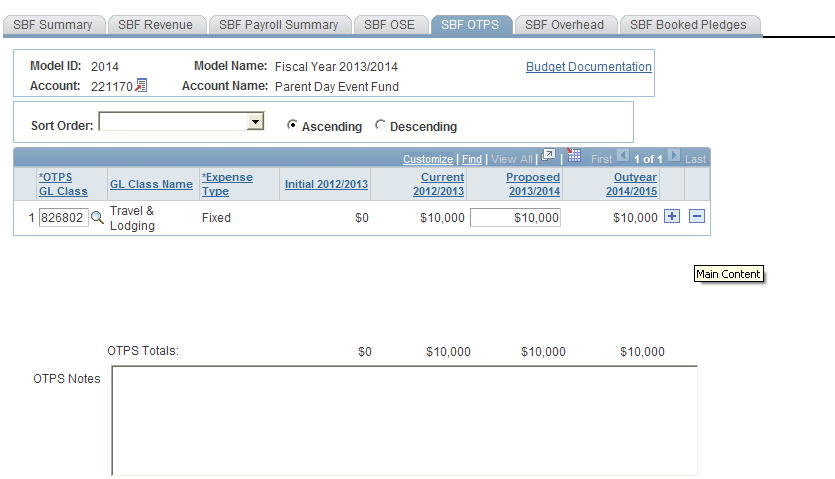 SBF Summary SBF Revenue SBF Payroll Summary SBF OSE SBF OTPS SBF Overhead SBF Booked Pledges
Model ID: 2014 Model Name: Fiscal Year 2013/2014 Budget Documentation
Account: 221170 Account Name: Parent Day Event Fund
Sort Order: Ascending Descending
Customize | Find | View All | | First 1 of 1 Last
*OTPS GL Class GL Class Name *Expense Type Initial 2012/2013 Current 2012/2013 Proposed 2013/2014 Outyear 2014/2015
1 826802 Travel & Lodging Fixed $0 $10,000 $10,000 $10,000
Main Content
OTPS Totals: $0 $10,000 $10,000 $10,000
OTPS Notes